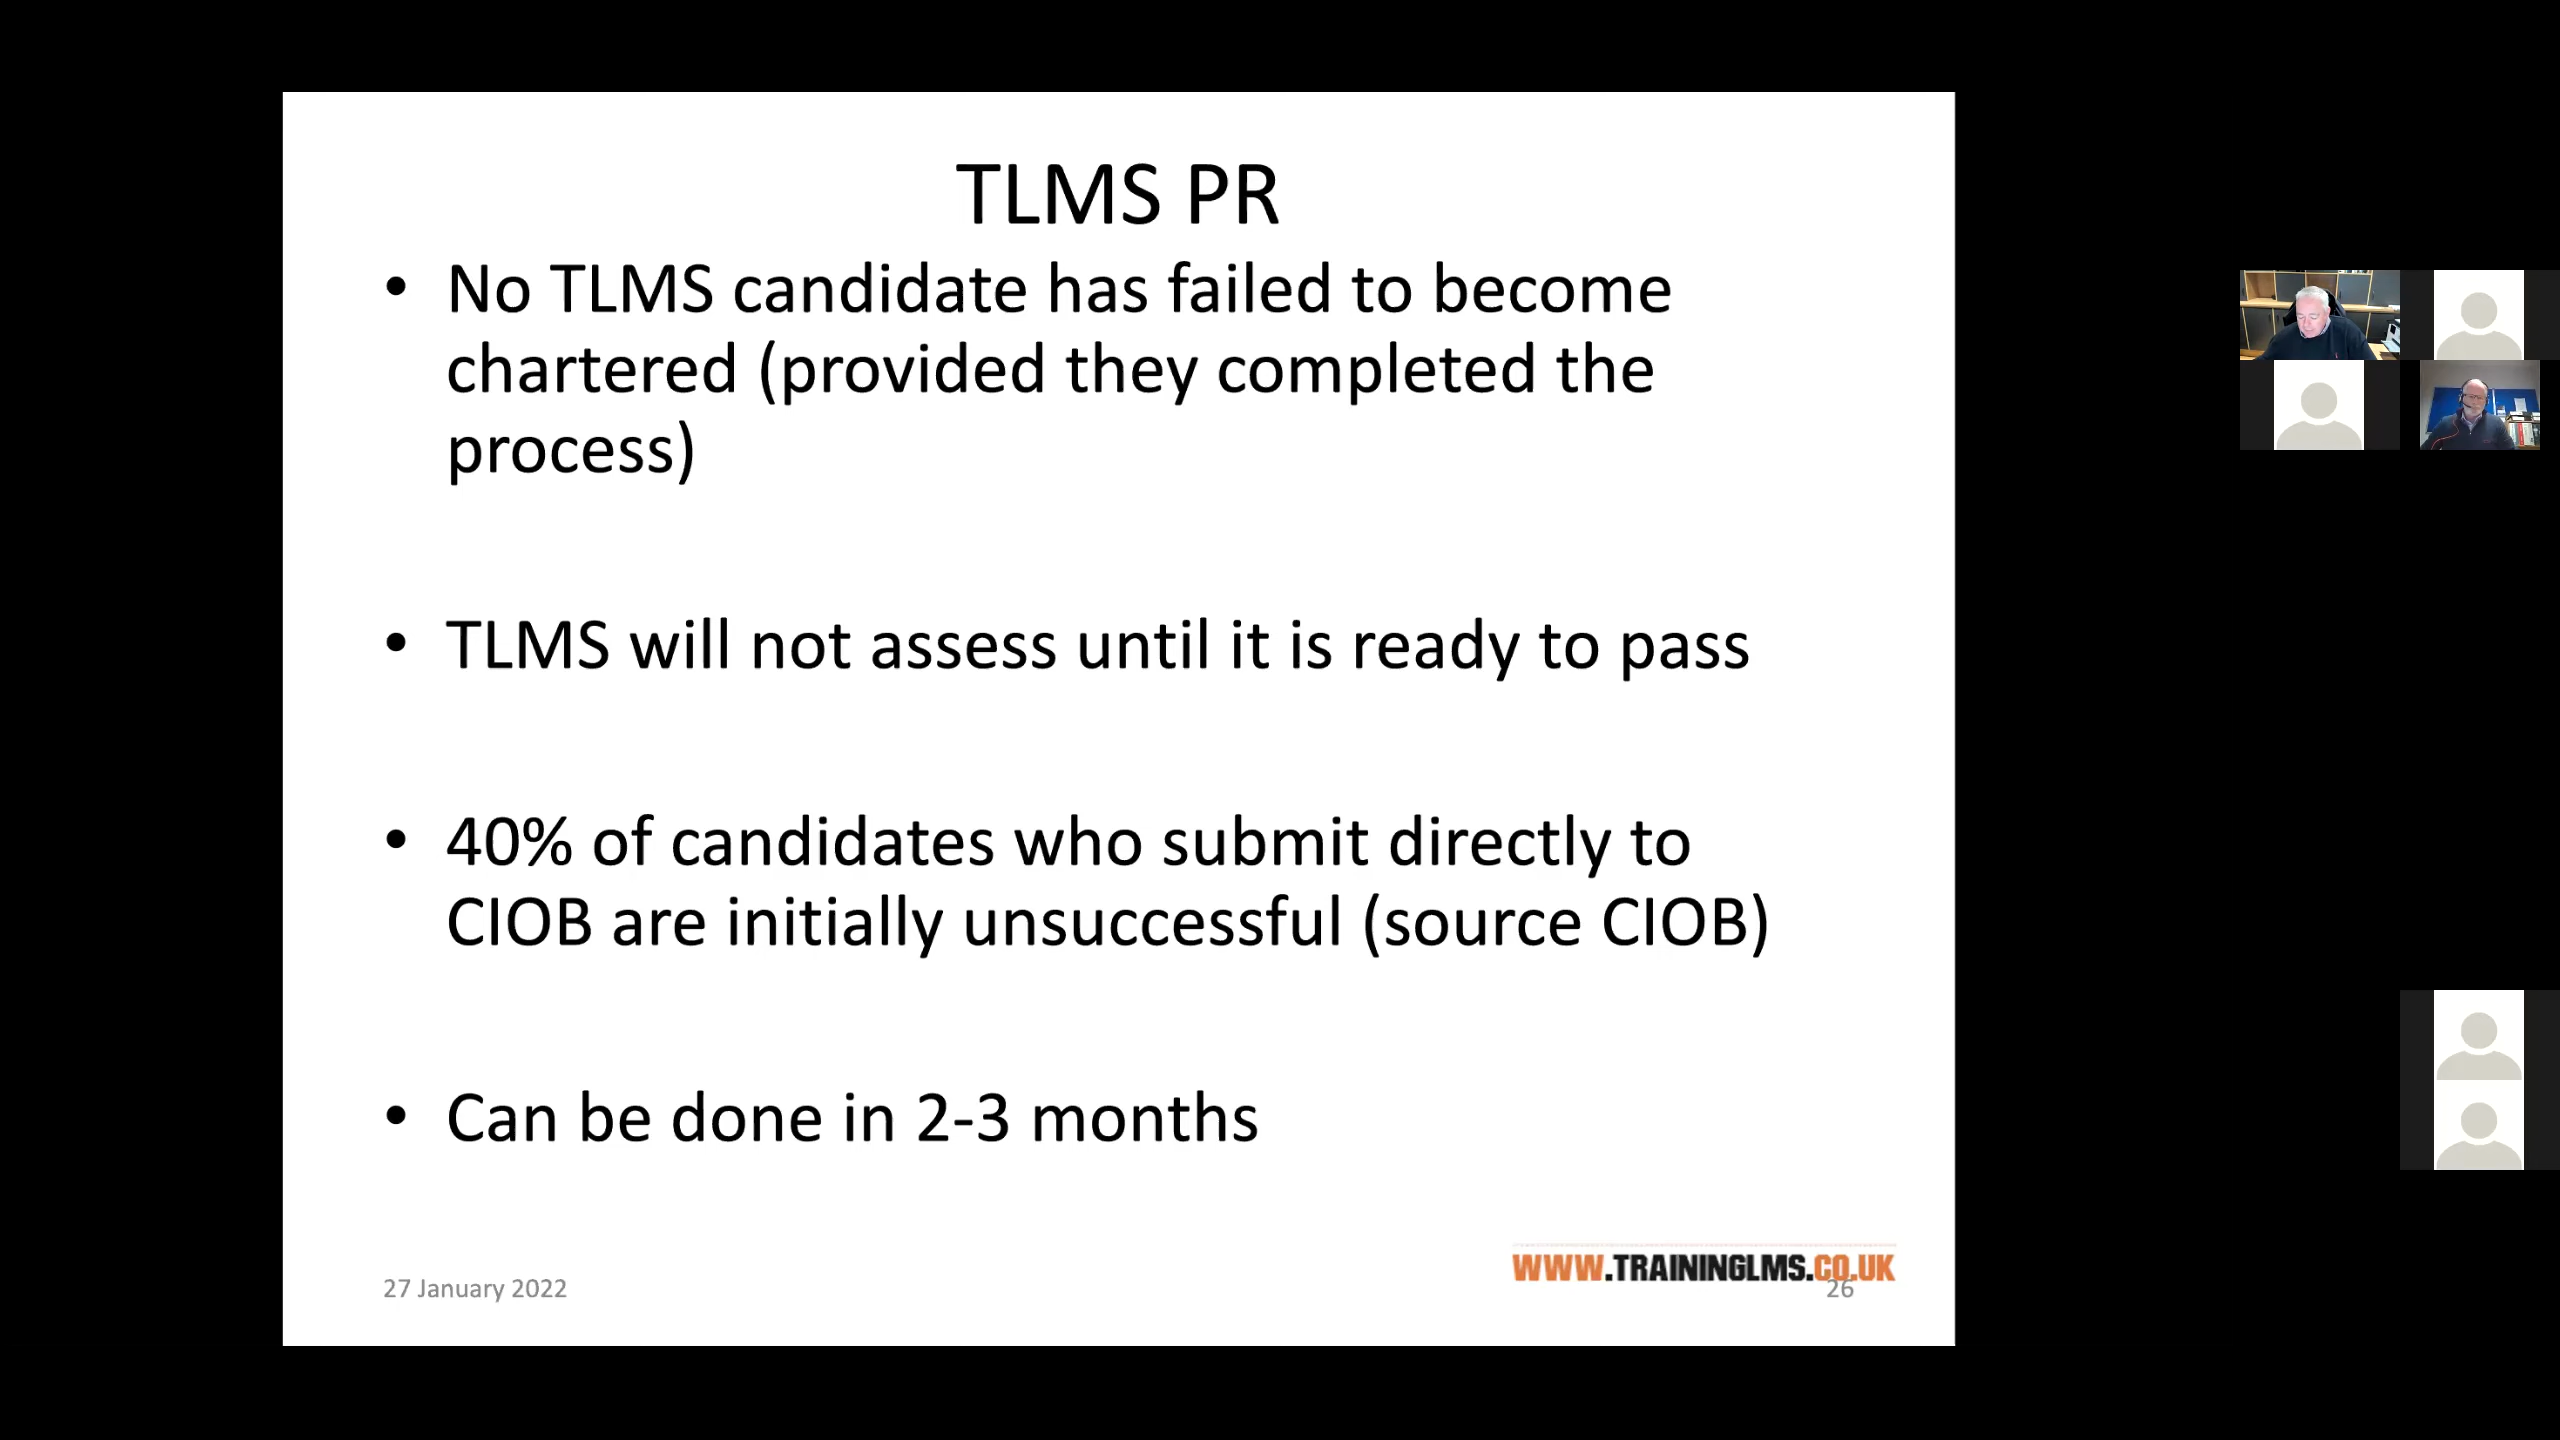 TLMS PR
• No TLMS candidate has failed to become
chartered (provided they completed the
process)
• TLMS will not assess until it is ready to pass
• 40% of candidates who submit directly to
CIOB are initially unsuccessful (source CIOB)
• Can be done in 2-3 months
WWW.TRAININGLMS.CO.UK
27 January 2022
26